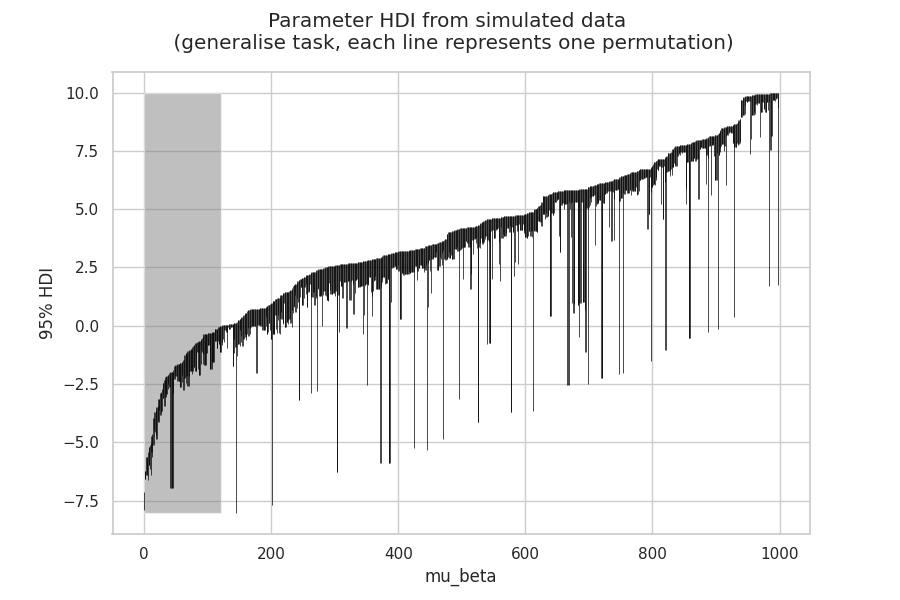 Parameter HDI from simulated data
(generalise task, each line represents one permutation)
10.0
7.5
5.0
2.5
0.0
−2.5
−5.0
−7.5
95% HDI
0 200 400 600 800 1000
mu_beta